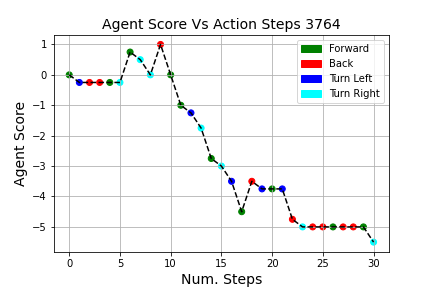 Agent Score Vs Action Steps 3764
Agent Score
1
0
−1
−2
−3
−4
−5
Forward
Back
Turn Left
Turn Right
0 5 10 15 20 25 30
Num. Steps